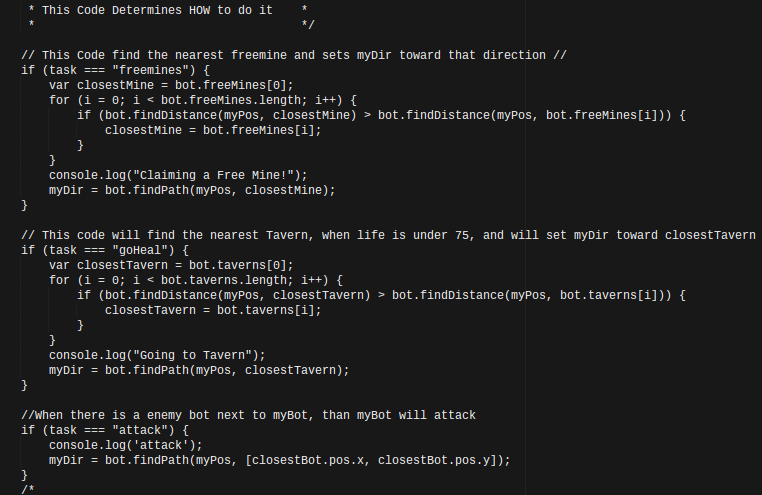 * This Code Determines HOW to do it    *
*                                      */
// This Code find the nearest freemine and sets myDir toward that direction //
if (task === "freemines") {
    var closestMine = bot.freeMines[0];
    for (i = 0; i < bot.freeMines.length; i++) {
        if (bot.findDistance(myPos, closestMine) > bot.findDistance(myPos, bot.freeMines[i])) {
            closestMine = bot.freeMines[i];
        }
    }
    console.log("Claiming a Free Mine!");
    myDir = bot.findPath(myPos, closestMine);
}
// This code will find the nearest Tavern, when life is under 75, and will set myDir toward closestTavern
if (task === "goHeal") {
    var closestTavern = bot.taverns[0];
    for (i = 0; i < bot.taverns.length; i++) {
        if (bot.findDistance(myPos, closestTavern) > bot.findDistance(myPos, bot.taverns[i])) {
            closestTavern = bot.taverns[i];
        }
    }
    console.log("Going to Tavern");
    myDir = bot.findPath(myPos, closestTavern);
}
//When there is a enemy bot next to myBot, than myBot will attack
if (task === "attack") {
    console.log('attack');
    myDir = bot.findPath(myPos, [closestBot.pos.x, closestBot.pos.y]);
}
/*